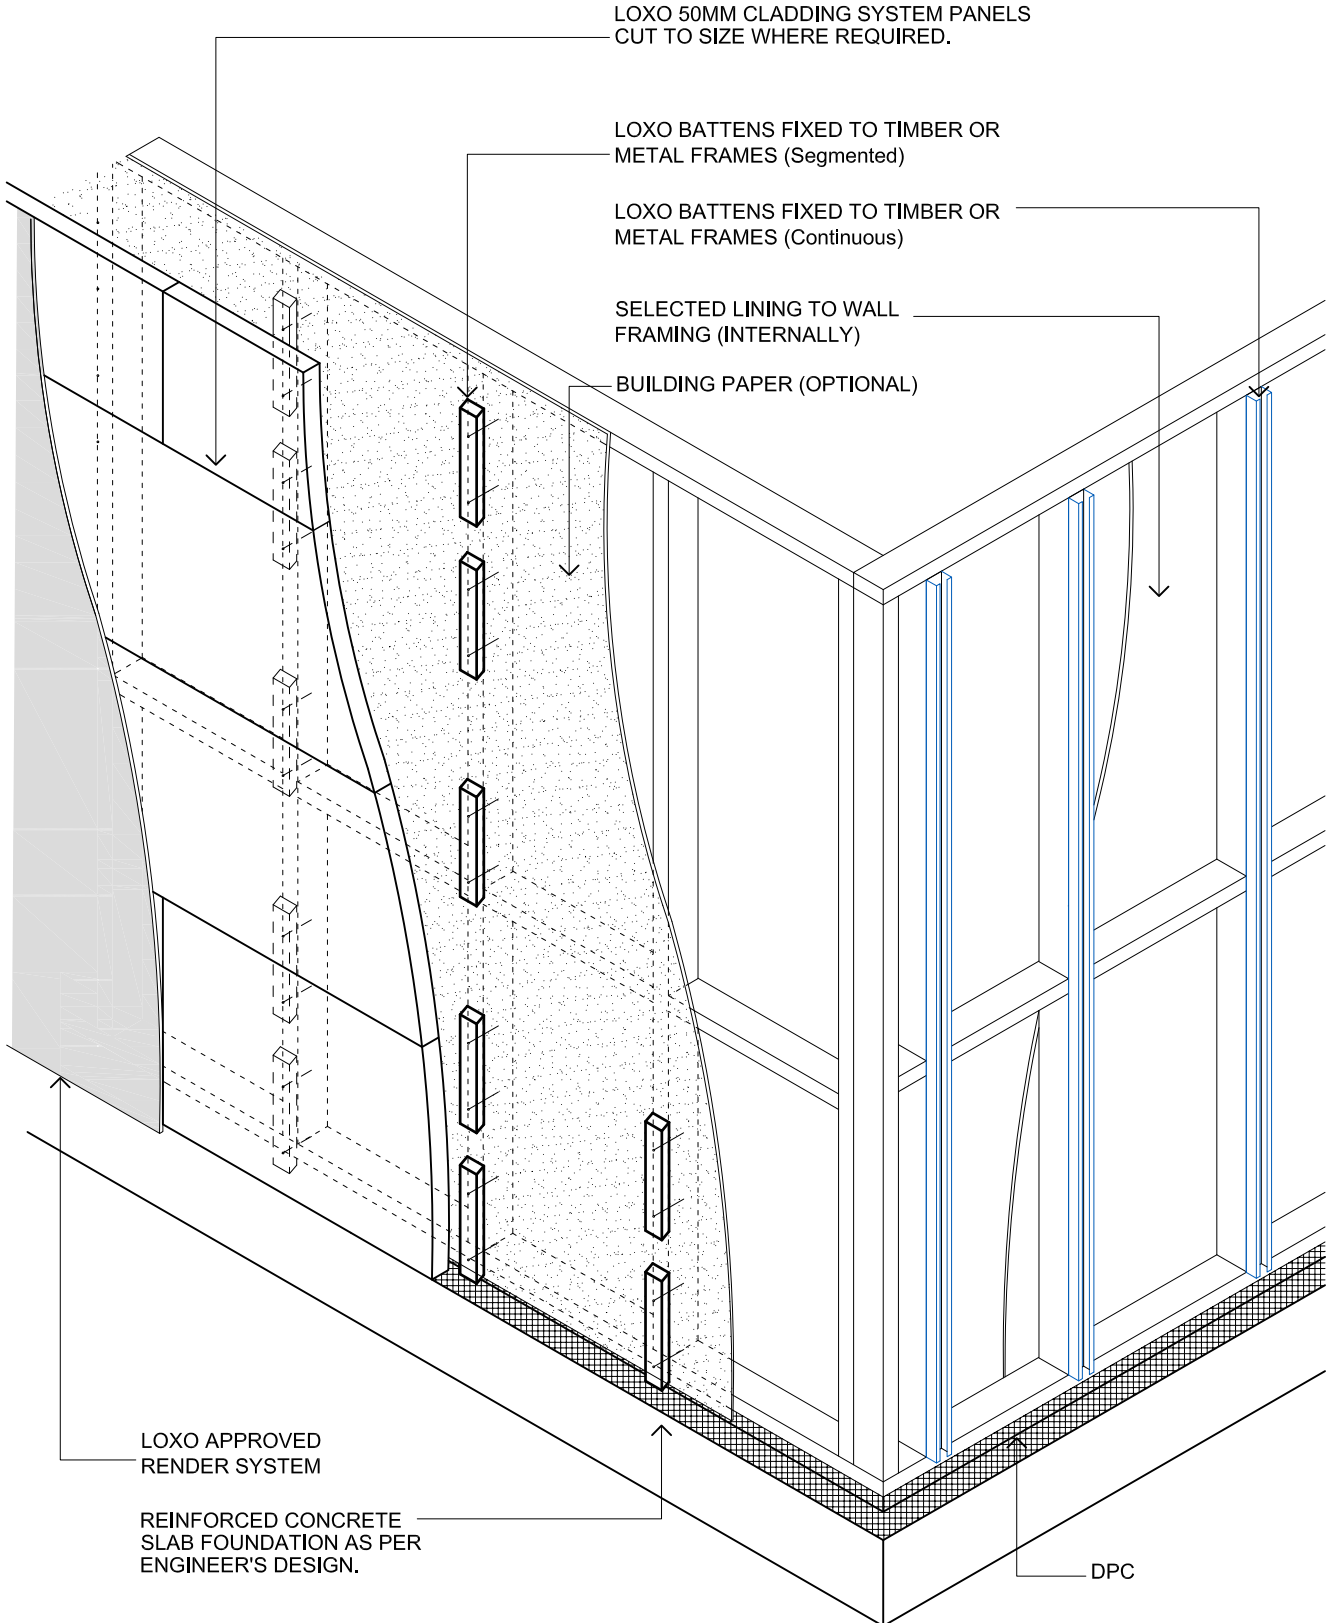 LOXO 50MM CLADDING SYSTEM PANELS
CUT TO SIZE WHERE REQUIRED.
LOXO BATTENS FIXED TO TIMBER OR
METAL FRAMES (Segmented)
LOXO BATTENS FIXED TO TIMBER OR
METAL FRAMES (Continuous)
SELECTED LINING TO WALL
FRAMING (INTERNALLY)
BUILDING PAPER (OPTIONAL)
LOXO APPROVED
RENDER SYSTEM
REINFORCED CONCRETE
SLAB FOUNDATION AS PER
ENGINEER'S DESIGN.
DPC